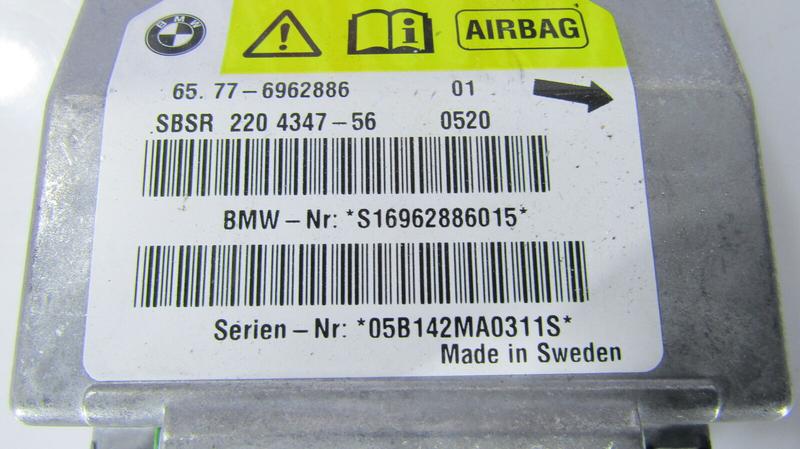 BMW AIRBAG
65. 77-6962886 01
SBSR 220 4347-56 0520
BMW-Nr: *S16962886015*
Serien-Nr: *05B142MA0311S*
Made in Sweden